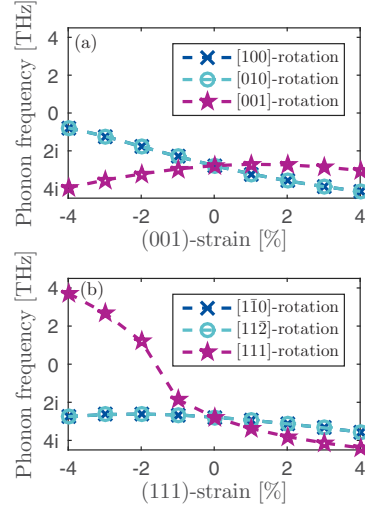 (a)
[100]-rotation
[010]-rotation
[001]-rotation
Phonon frequency [THz]
4
2
0
2i
4i
-4 -2 0 2 4
(001)-strain [%]
(b)
[11̄0]-rotation
[112̄]-rotation
[111]-rotation
Phonon frequency [THz]
4
2
0
2i
4i
-4 -2 0 2 4
(111)-strain [%]